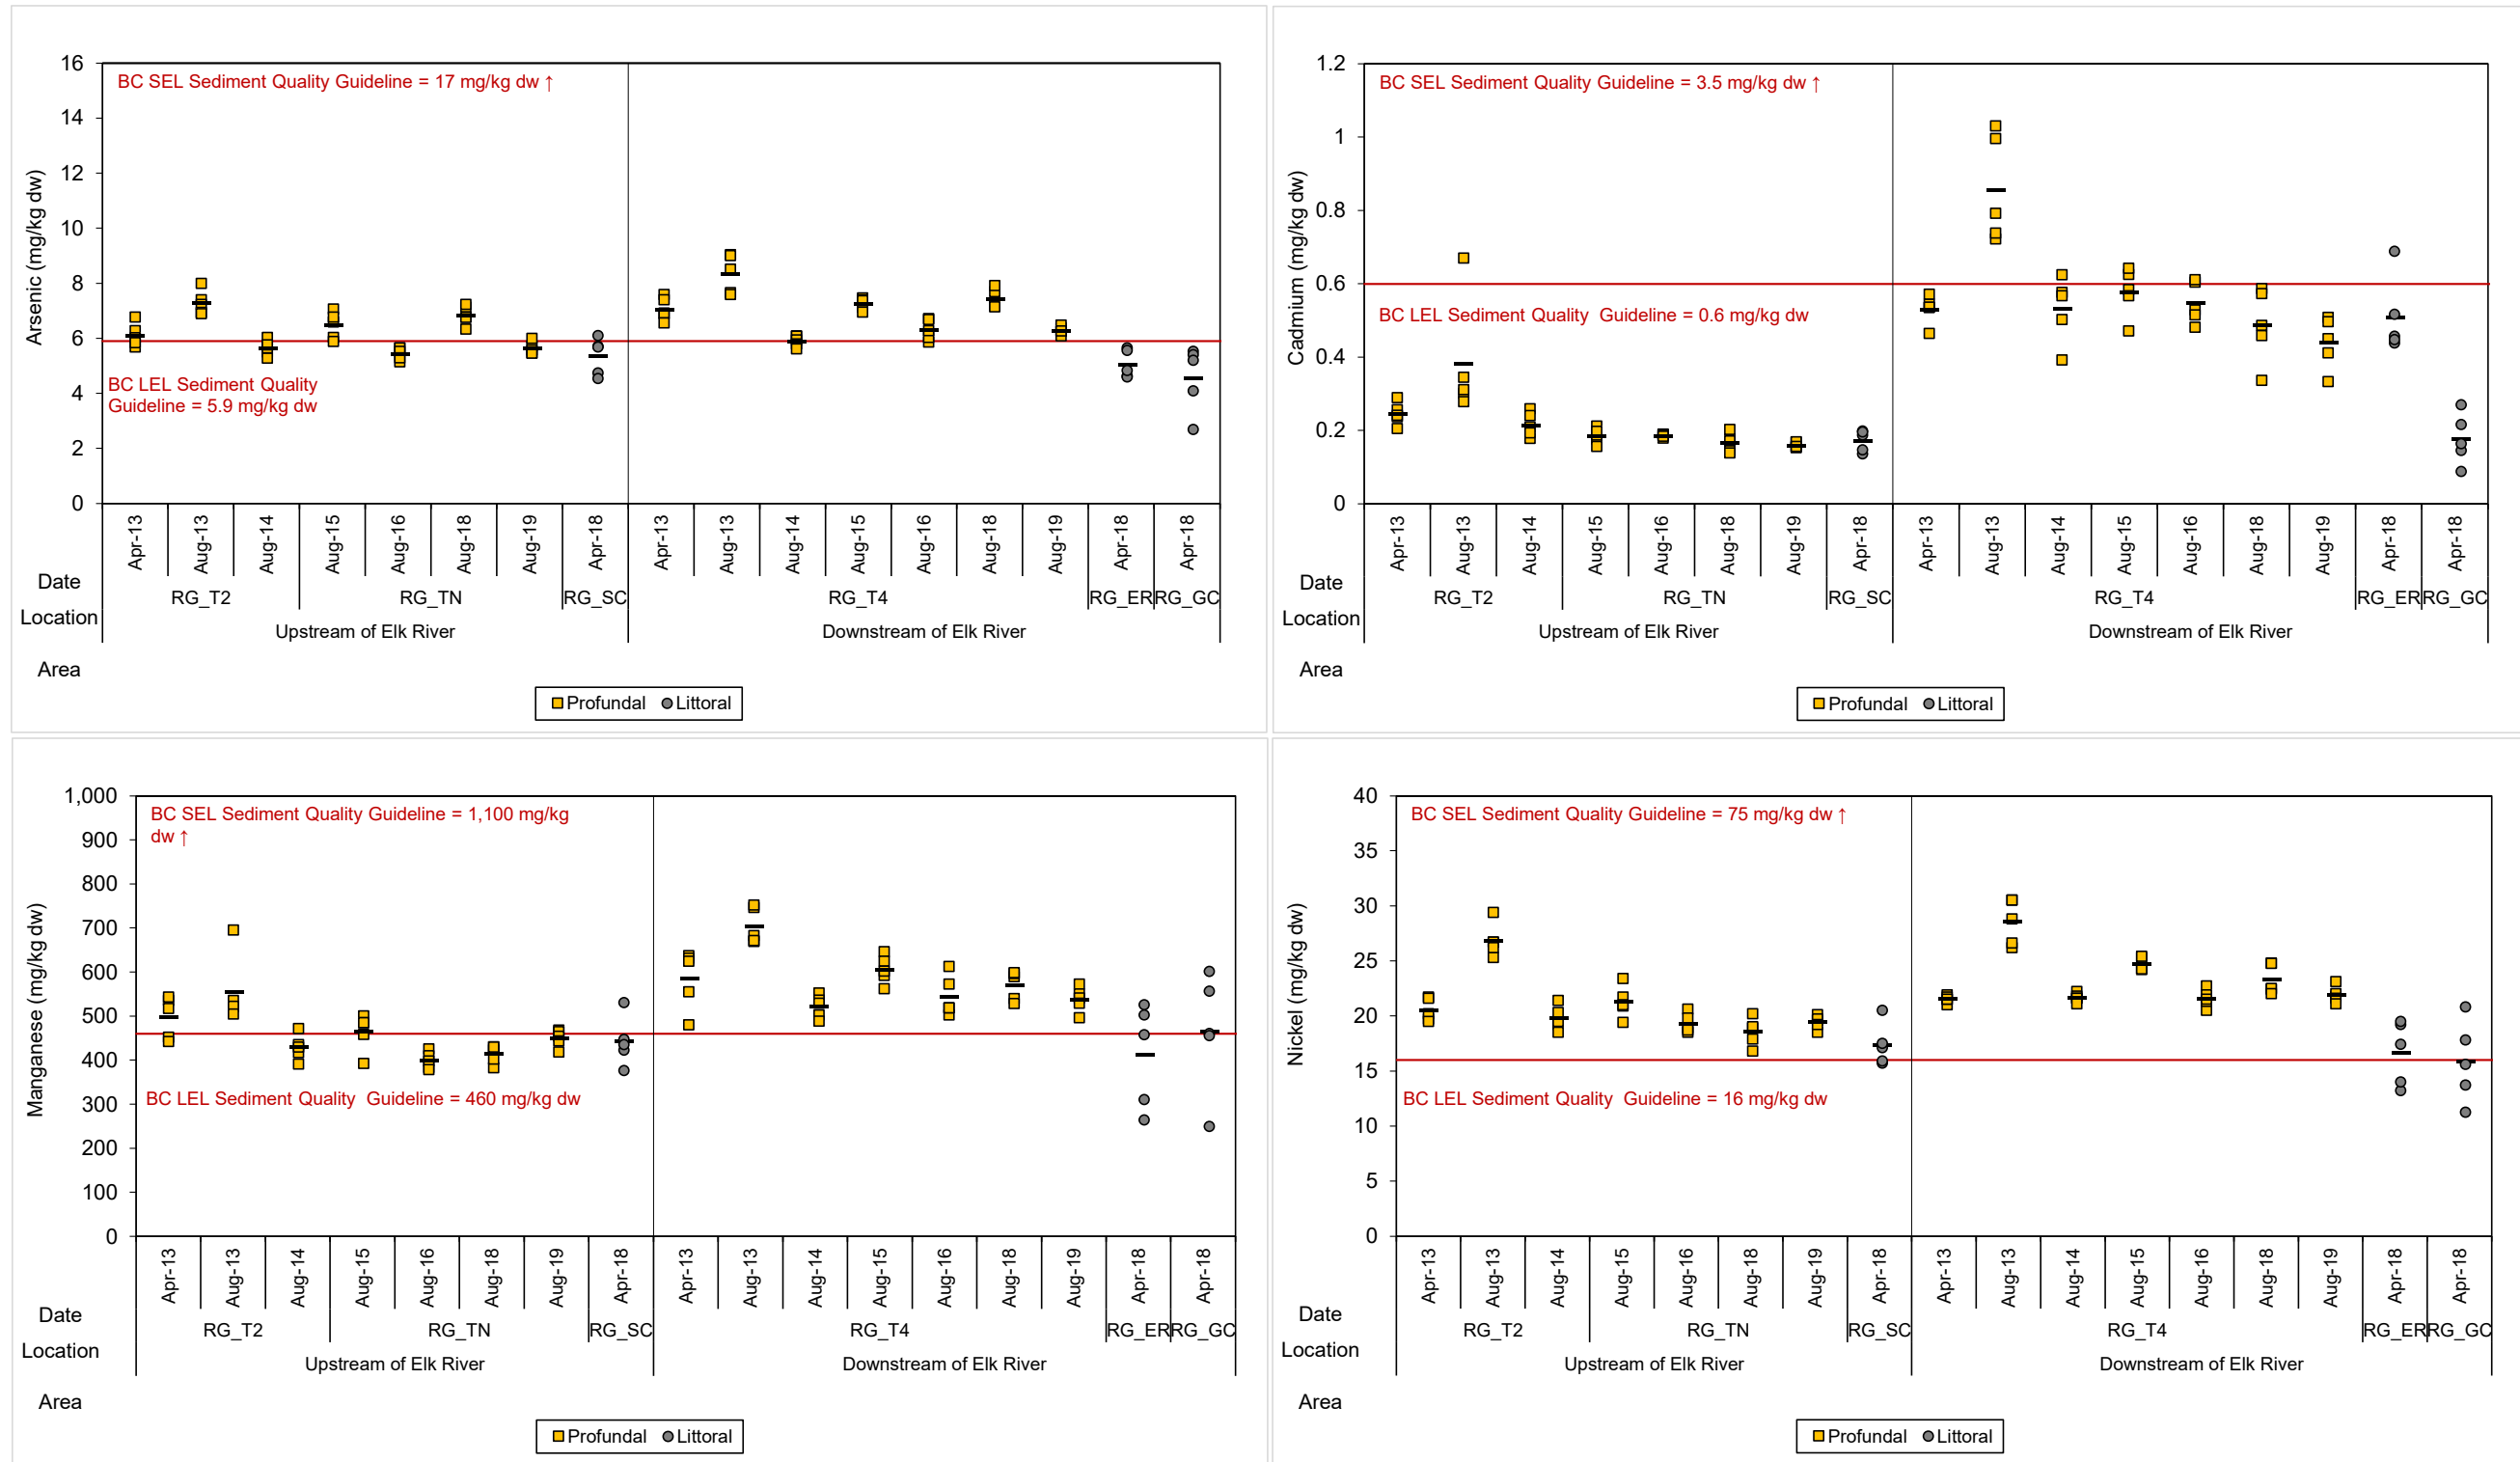 16
14
12
10
8
6
4
2
0
Arsenic (mg/kg dw)
BC SEL Sediment Quality Guideline = 17 mg/kg dw ↑
BC LEL Sediment Quality
Guideline = 5.9 mg/kg dw
Apr-13 Aug-13 Aug-14 Aug-15 Aug-16 Aug-18 Aug-19 Apr-18 Apr-13 Aug-13 Aug-14 Aug-15 Aug-16 Aug-18 Aug-19 Apr-18 Apr-18
Date
RG_T2 RG_TN RG_SC RG_T4 RG_ER RG_GC
Location
Upstream of Elk River Downstream of Elk River
Area
Profundal Littoral
1.2
1
0.8
0.6
0.4
0.2
0
Cadmium (mg/kg dw)
BC SEL Sediment Quality Guideline = 3.5 mg/kg dw ↑
BC LEL Sediment Quality Guideline = 0.6 mg/kg dw
Apr-13 Aug-13 Aug-14 Aug-15 Aug-16 Aug-18 Aug-19 Apr-18 Apr-13 Aug-13 Aug-14 Aug-15 Aug-16 Aug-18 Aug-19 Apr-18 Apr-18
Date
RG_T2 RG_TN RG_SC RG_T4 RG_ER RG_GC
Location
Upstream of Elk River Downstream of Elk River
Area
Profundal Littoral
1,000
900
800
700
600
500
400
300
200
100
0
Manganese (mg/kg dw)
BC SEL Sediment Quality Guideline = 1,100 mg/kg
dw ↑
BC LEL Sediment Quality Guideline = 460 mg/kg dw
Apr-13 Aug-13 Aug-14 Aug-15 Aug-16 Aug-18 Aug-19 Apr-18 Apr-13 Aug-13 Aug-14 Aug-15 Aug-16 Aug-18 Aug-19 Apr-18 Apr-18
Date
RG_T2 RG_TN RG_SC RG_T4 RG_ER RG_GC
Location
Upstream of Elk River Downstream of Elk River
Area
Profundal Littoral
40
35
30
25
20
15
10
5
0
Nickel (mg/kg dw)
BC SEL Sediment Quality Guideline = 75 mg/kg dw ↑
BC LEL Sediment Quality Guideline = 16 mg/kg dw
Apr-13 Aug-13 Aug-14 Aug-15 Aug-16 Aug-18 Aug-19 Apr-18 Apr-13 Aug-13 Aug-14 Aug-15 Aug-16 Aug-18 Aug-19 Apr-18 Apr-18
Date
RG_T2 RG_TN RG_SC RG_T4 RG_ER RG_GC
Location
Upstream of Elk River Downstream of Elk River
Area
Profundal Littoral